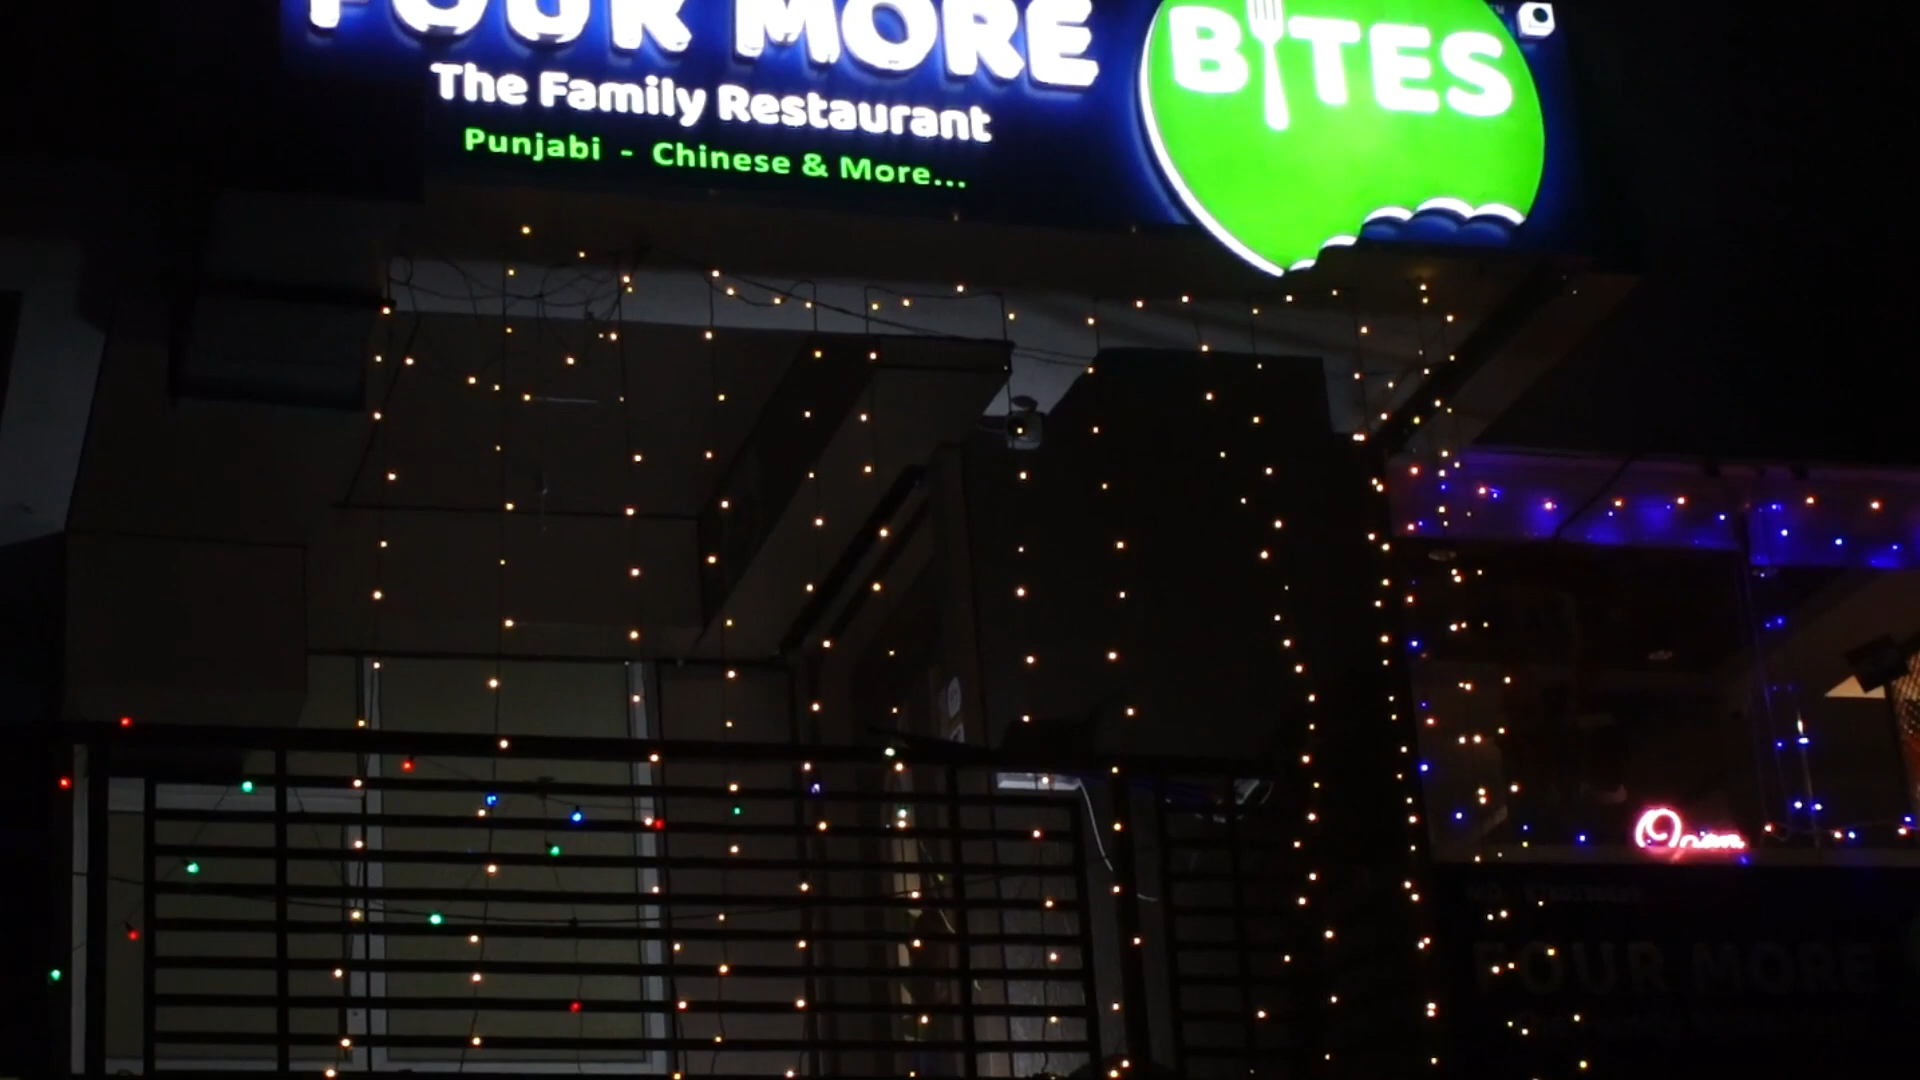 FOUR MORE BITES
The Family Restaurant
Punjabi - Chinese & More...
FOUR MORE